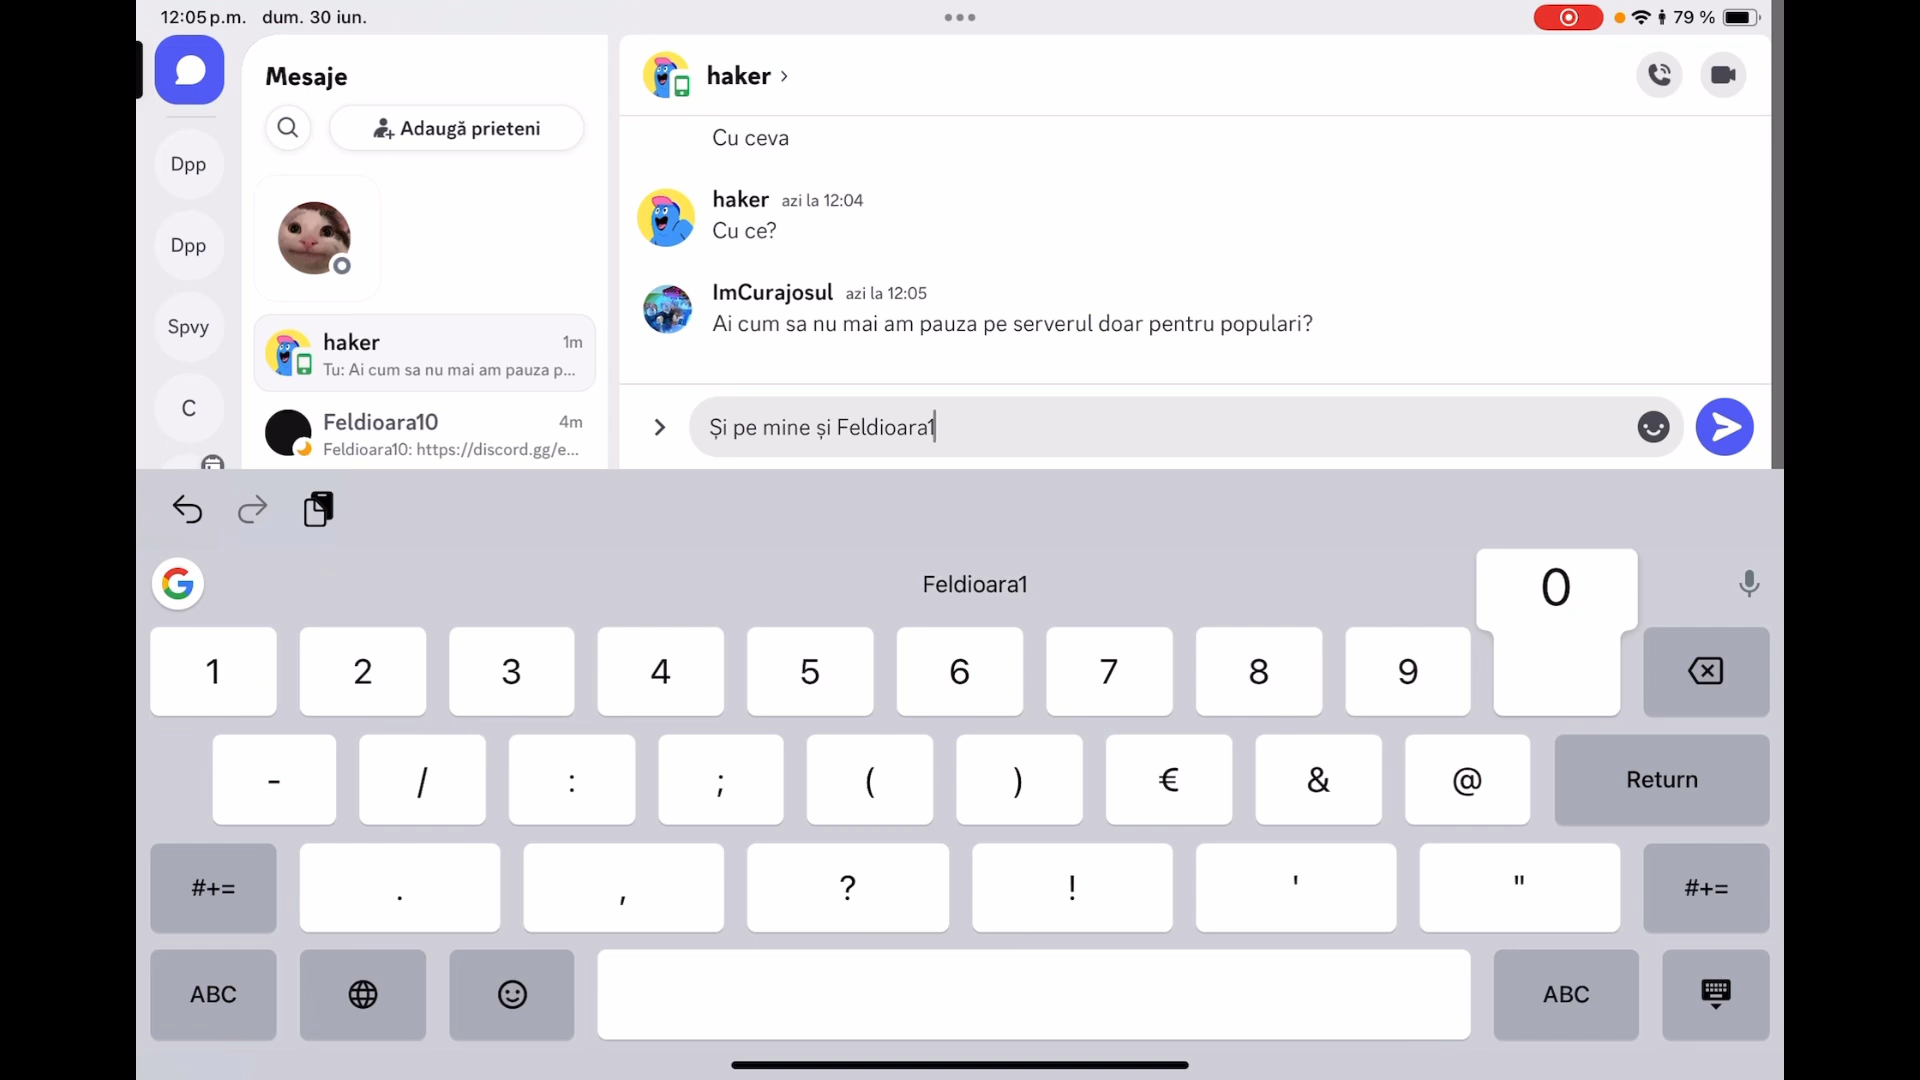 12:05 p.m. dum. 30 iun.
79 %
Mesaje
Adaugă prieteni
Dpp
Dpp
Spvy
C
haker
1m
Tu: Ai cum sa nu mai am pauza p...
Feldioara10
4m
Feldioara10: https://discord.gg/e...
haker
Cu ceva
haker azi la 12:04
Cu ce?
ImCurajosul azi la 12:05
Ai cum sa nu mai am pauza pe serverul doar pentru populari?
Și pe mine și Feldioara1
Feldioara1
1 2 3 4 5 6 7 8 9 0
- / : ; ( ) € & @ Return
#+= . , ? ! ' " #+=
ABC ABC